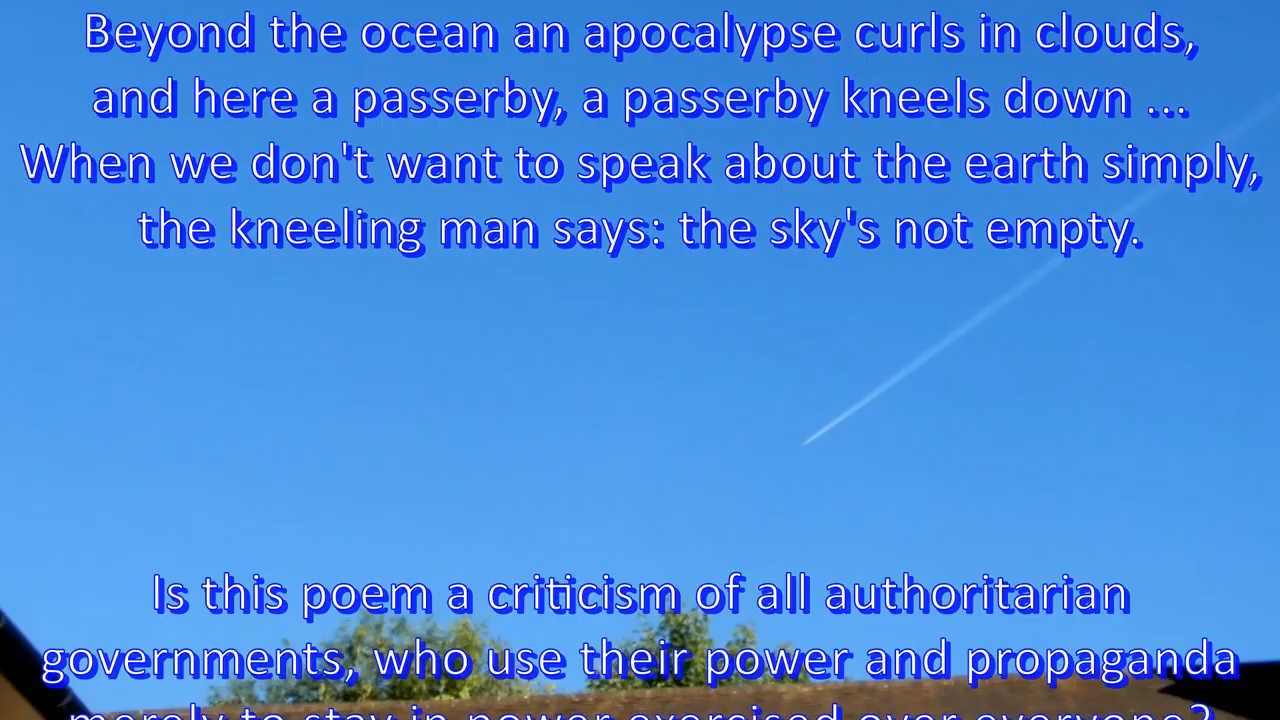 Beyond the ocean an apocalypse curls in clouds,
and here a passerby, a passerby kneels down ...
When we don't want to speak about the earth simply,
the kneeling man says: the sky's not empty.
Is this poem a criticism of all authoritarian
governments, who use their power and propaganda
merely to stay in power exercised over everyone?